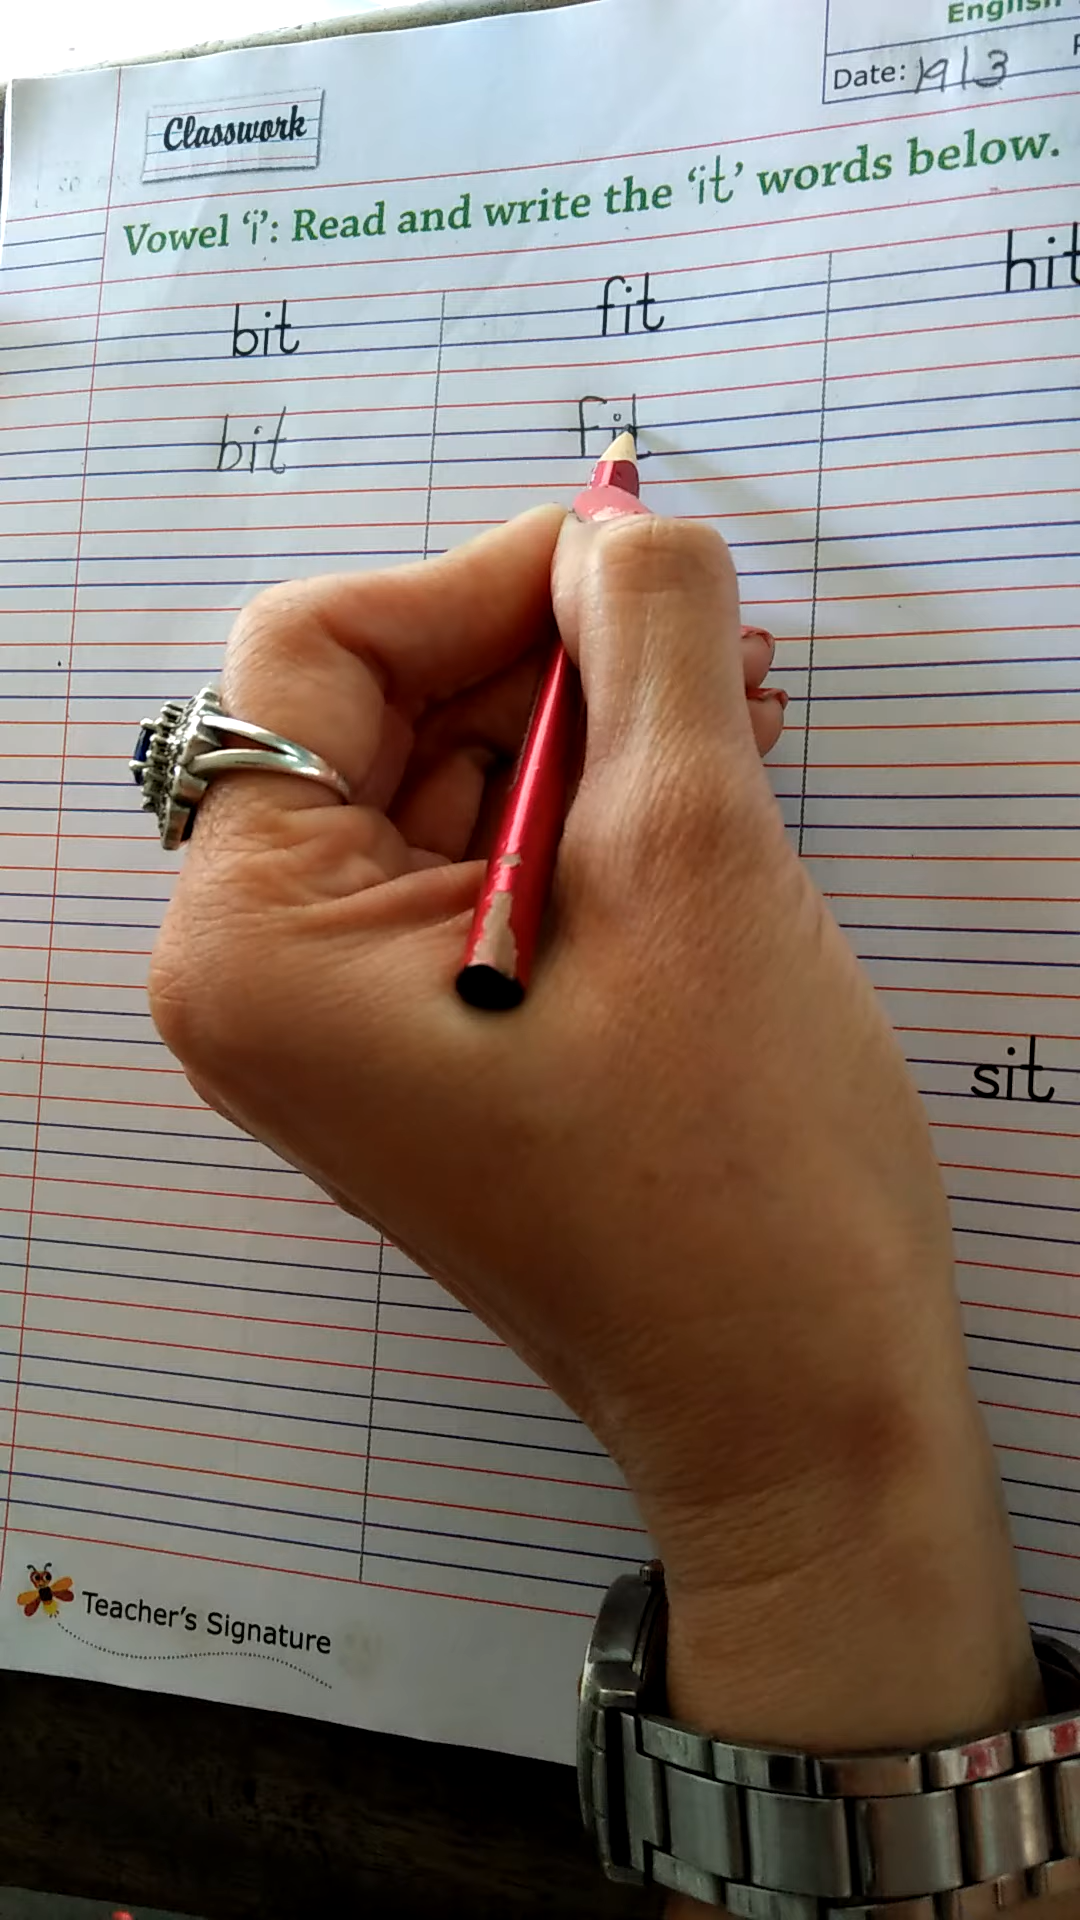 English
Date: 19/3
Classwork
Vowel 'i': Read and write the 'it' words below.
bit fit hit
bit fit
sit
Teacher's Signature